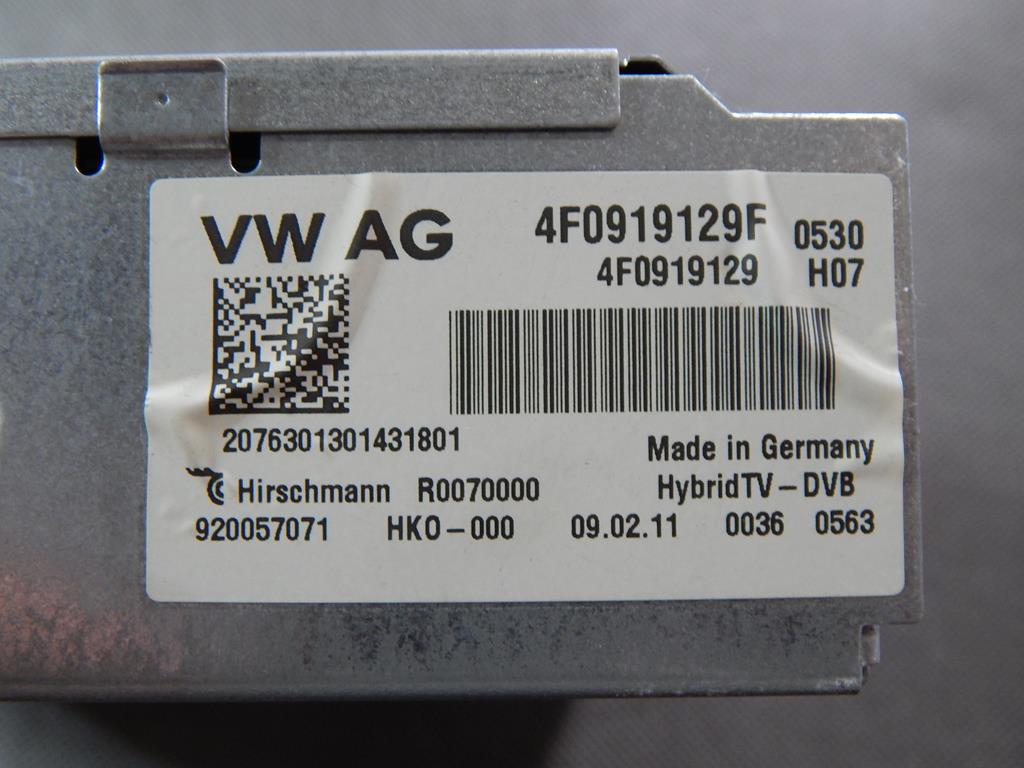 VW AG 4F0919129F 0530
4F0919129 H07
2076301301431801
Made in Germany
Hirschmann R0070000 HybridTV-DVB
920057071 HKO-000 09.02.11 0036 0563